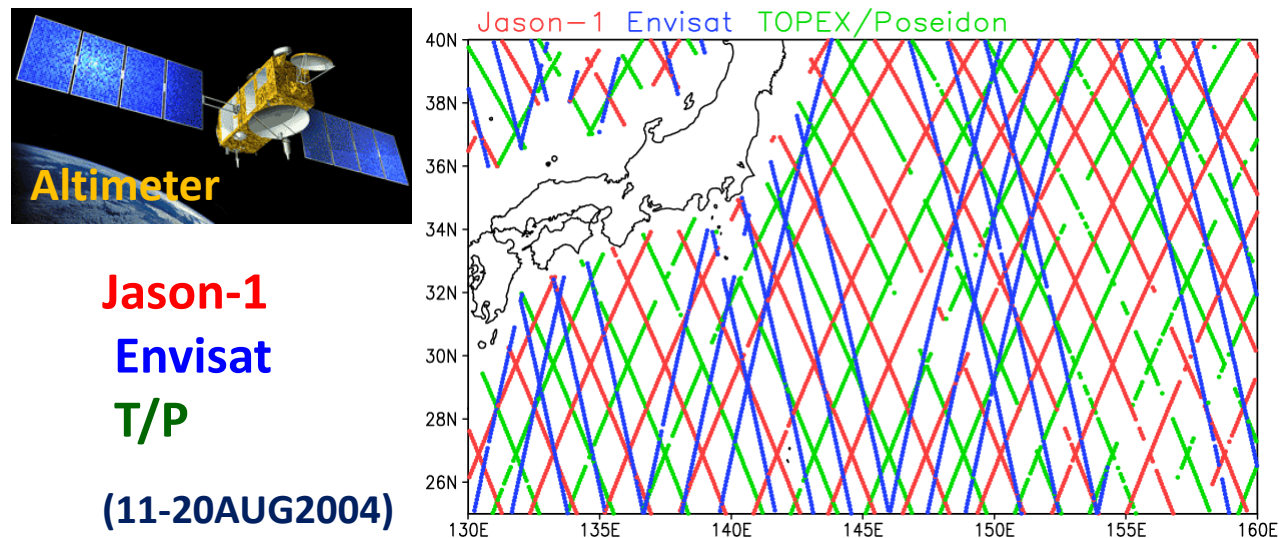 Altimeter
Jason-1
Envisat
T/P
(11-20AUG2004)
Jason-1 Envisat TOPEX/Poseidon
40N
38N
36N
34N
32N
30N
28N
26N
130E 135E 140E 145E 150E 155E 160E